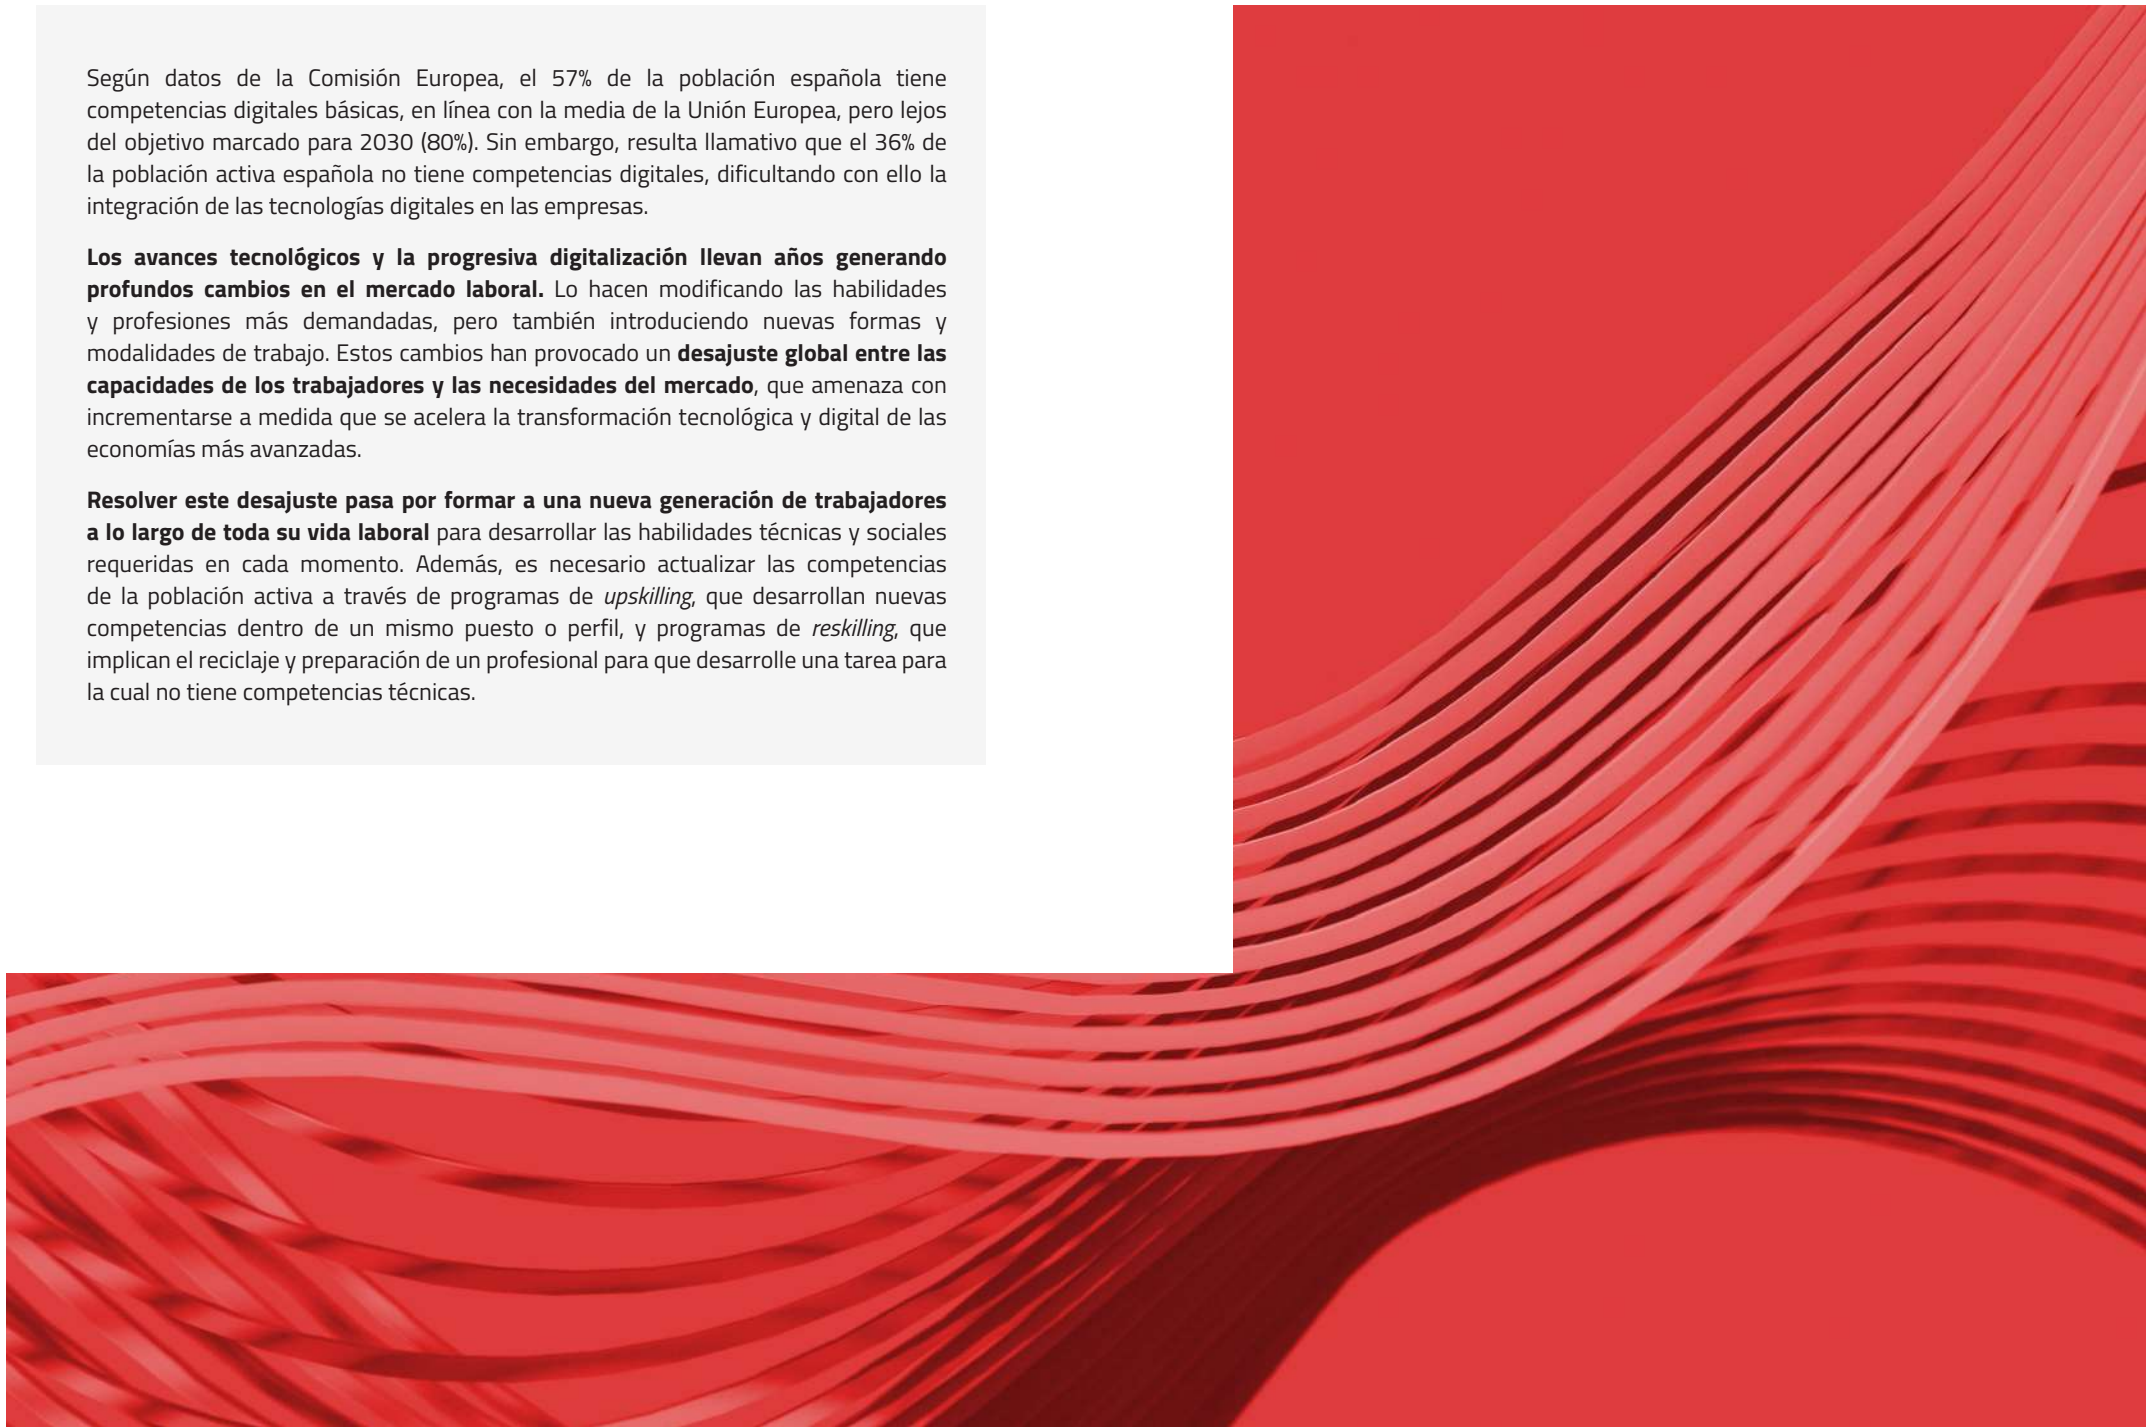 Según datos de la Comisión Europea, el 57% de la población española tiene
competencias digitales básicas, en línea con la media de la Unión Europea, pero lejos
del objetivo marcado para 2030 (80%). Sin embargo, resulta llamativo que el 36% de
la población activa española no tiene competencias digitales, dificultando con ello la
integración de las tecnologías digitales en las empresas.
Los avances tecnológicos y la progresiva digitalización llevan años generando
profundos cambios en el mercado laboral. Lo hacen modificando las habilidades
y profesiones más demandadas, pero también introduciendo nuevas formas y
modalidades de trabajo. Estos cambios han provocado un desajuste global entre las
capacidades de los trabajadores y las necesidades del mercado, que amenaza con
incrementarse a medida que se acelera la transformación tecnológica y digital de las
economías más avanzadas.
Resolver este desajuste pasa por formar a una nueva generación de trabajadores
a lo largo de toda su vida laboral para desarrollar las habilidades técnicas y sociales
requeridas en cada momento. Además, es necesario actualizar las competencias
de la población activa a través de programas de upskilling, que desarrollan nuevas
competencias dentro de un mismo puesto o perfil, y programas de reskilling, que
implican el reciclaje y preparación de un profesional para que desarrolle una tarea para
la cual no tiene competencias técnicas.